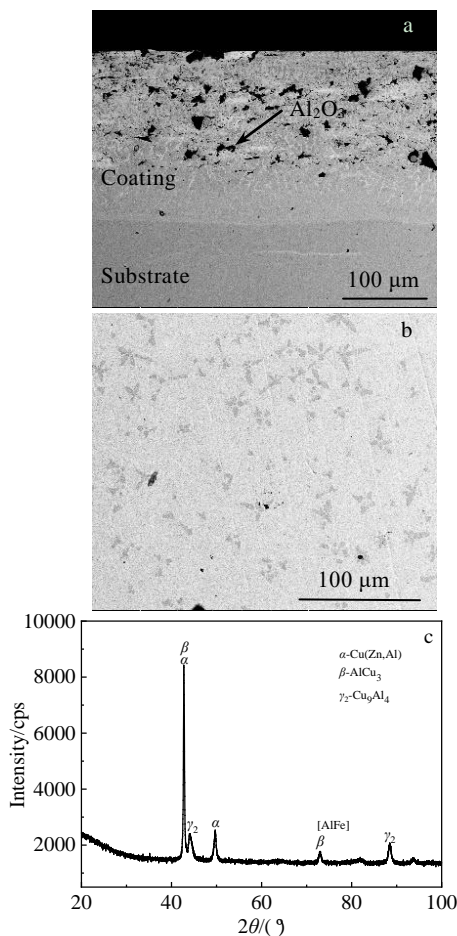 a
Al₂O₃
Coating
Substrate
100 μm
b
100 μm
c
10000
8000
6000
4000
2000
Intensity/cps
β
α
α-Cu(Zn,Al)
β-AlCu₃
γ₂-Cu₉Al₄
γ₂
α
[AlFe]
β
γ₂
20
40
60
80
100
2θ/(°)